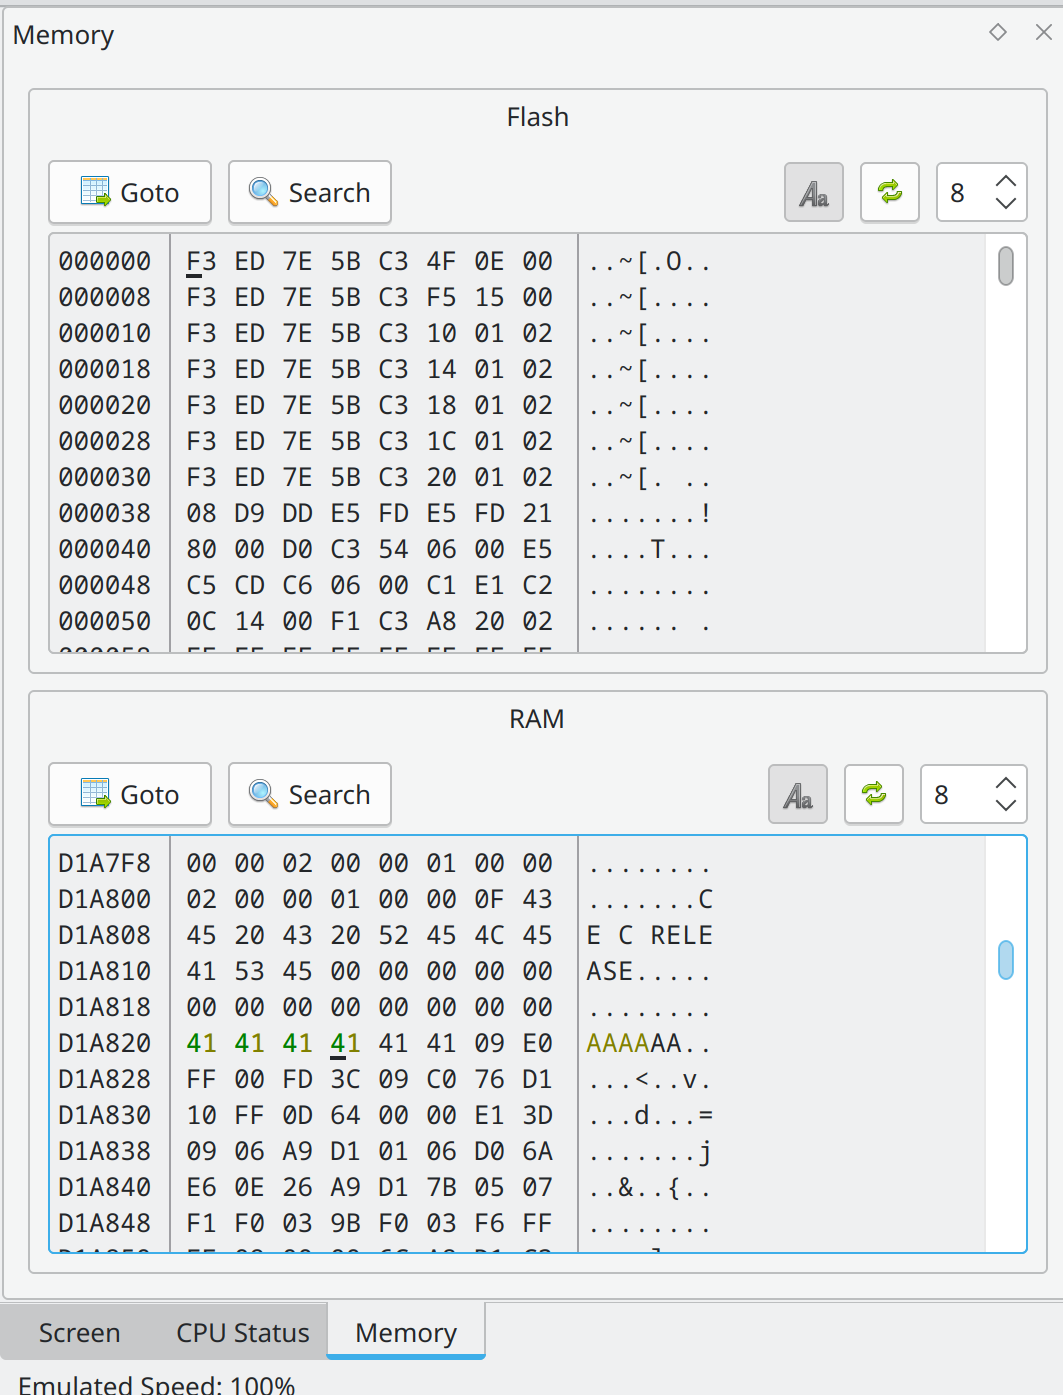 Memory
Flash
Goto Search Aa 8
000000 F3 ED 7E 5B C3 4F 0E 00 ..~[.O..
000008 F3 ED 7E 5B C3 F5 15 00 ..~[....
000010 F3 ED 7E 5B C3 10 01 02 ..~[....
000018 F3 ED 7E 5B C3 14 01 02 ..~[....
000020 F3 ED 7E 5B C3 18 01 02 ..~[....
000028 F3 ED 7E 5B C3 1C 01 02 ..~[....
000030 F3 ED 7E 5B C3 20 01 02 ..~[. ..
000038 08 D9 DD E5 FD E5 FD 21 .......!
000040 80 00 D0 C3 54 06 00 E5 ....T...
000048 C5 CD C6 06 00 C1 E1 C2 ........
000050 0C 14 00 F1 C3 A8 20 02 ...... .
RAM
Goto Search Aa 8
D1A7F8 00 00 02 00 00 01 00 00 ........
D1A800 02 00 00 01 00 00 0F 43 .......C
D1A808 45 20 43 20 52 45 4C 45 E C RELE
D1A810 41 53 45 00 00 00 00 00 ASE.....
D1A818 00 00 00 00 00 00 00 00 ........
D1A820 41 41 41 41 41 41 09 E0 AAAAAA..
D1A828 FF 00 FD 3C 09 C0 76 D1 ...<..v.
D1A830 10 FF 0D 64 00 00 E1 3D ...d...=
D1A838 09 06 A9 D1 01 06 D0 6A .......j
D1A840 E6 0E 26 A9 D1 7B 05 07 ..&..{..
D1A848 F1 F0 03 9B F0 03 F6 FF ........
Screen CPU Status Memory
Emulated Speed: 100%